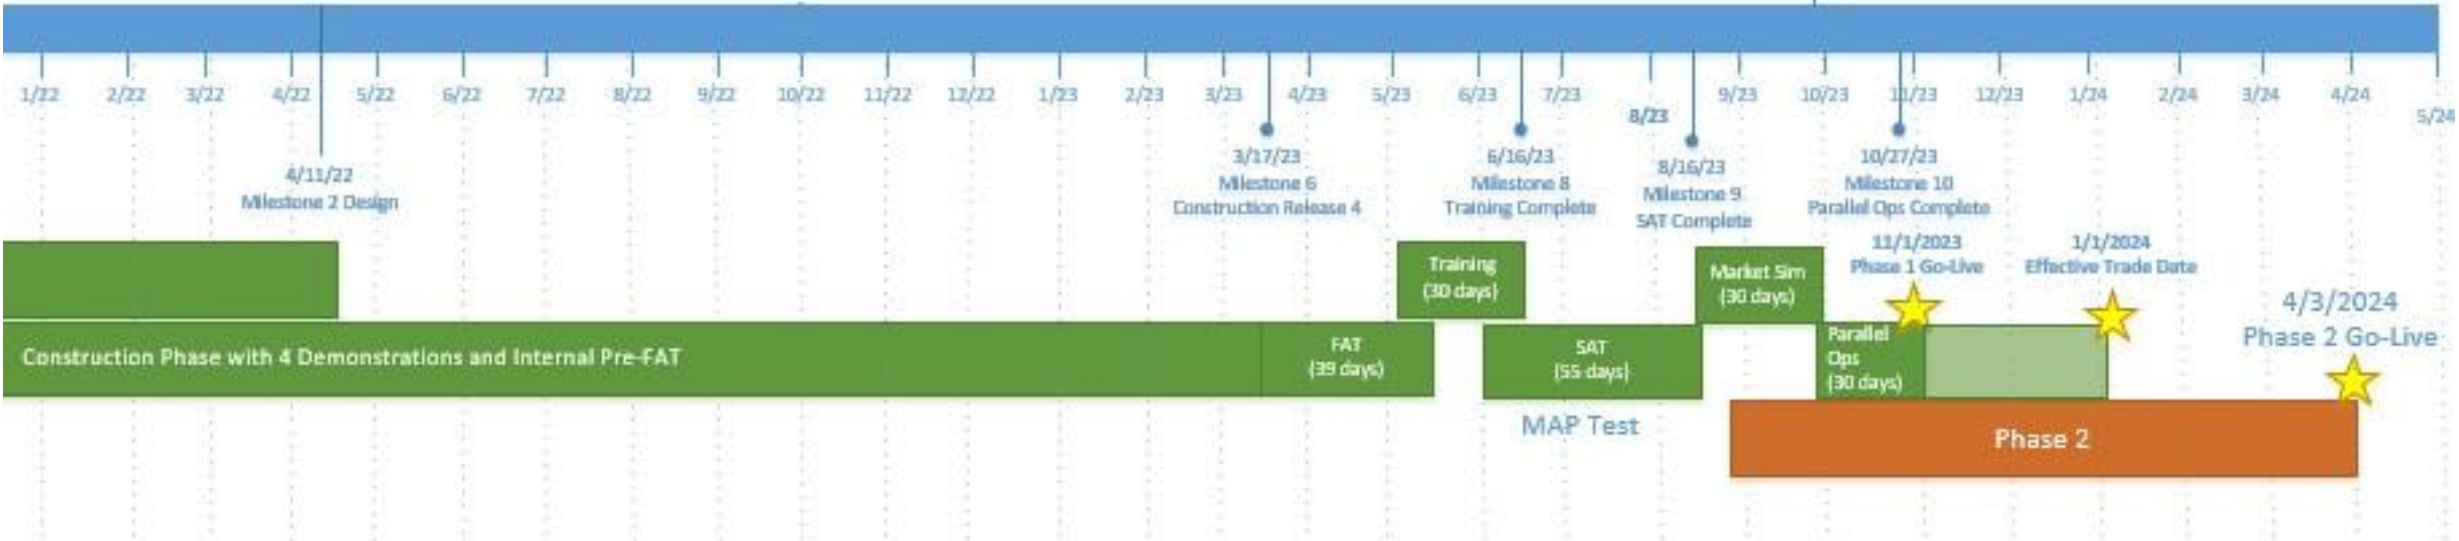 1/22
2/22
3/22
4/22
5/22
6/22
7/22
8/22
9/22
10/22
11/22
12/22
1/23
2/23
3/23
4/23
5/23
6/23
7/23
8/23
9/23
10/23
11/23
12/23
1/24
2/24
3/24
4/24
5/24
4/11/22
Milestone 2 Design
3/17/23
Milestone 6
Construction Release 4
6/16/23
Milestone 8
Training Complete
8/16/23
Milestone 9
SAT Complete
10/27/23
Milestone 10
Parallel Ops Complete
11/1/2023
Phase 1 Go-Live
1/1/2024
Effective Trade Date
4/3/2024
Phase 2 Go-Live
Training
(30 days)
Market Sim
(30 days)
Construction Phase with 4 Demonstrations and Internal Pre-FAT
FAT
(39 days)
SAT
(55 days)
Parallel
Ops
(30 days)
MAP Test
Phase 2